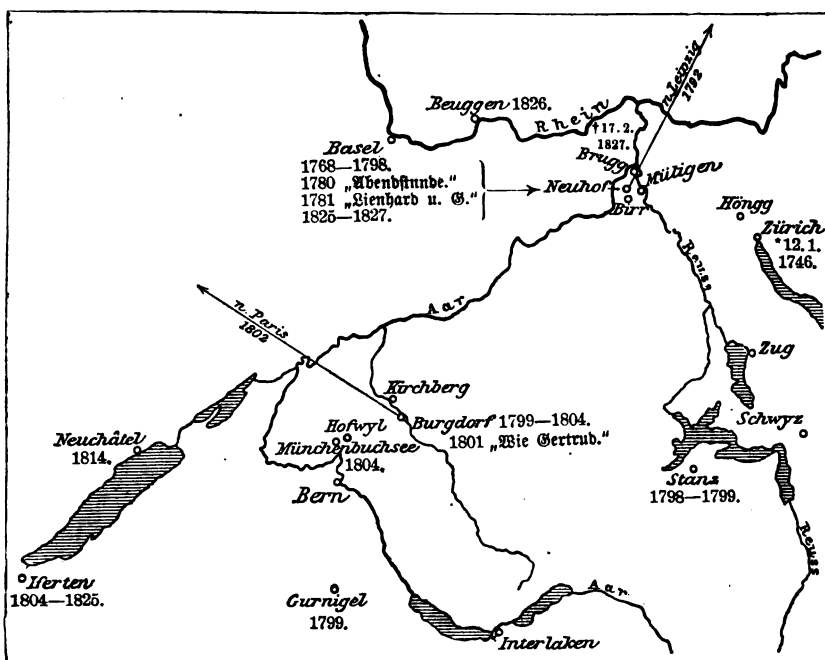 n. Leipzig
1792
Beuggen 1826.
Rhein
† 17. 2.
1827.
Basel
1768—1798.
1780 „Abendstunde.“
1781 „Lienhard u. G.“
1825—1827.
Brugg
Neuhof
Mütigen
Birr
Höngg
Zürich
*12. 1.
1746.
Reuss
Aar
n. Paris
1802
Zug
Kirchberg
Burgdorf 1799—1804.
1801 „Wie Gertrud.“
Hofwyl
Münchenbuchsee
1804.
Schwyz
Neuchâtel
1814.
Stanz
1798—1799.
Bern
Reuss
Iferten
1804—1825.
Gurnigel
1799.
Aar
Interlaken